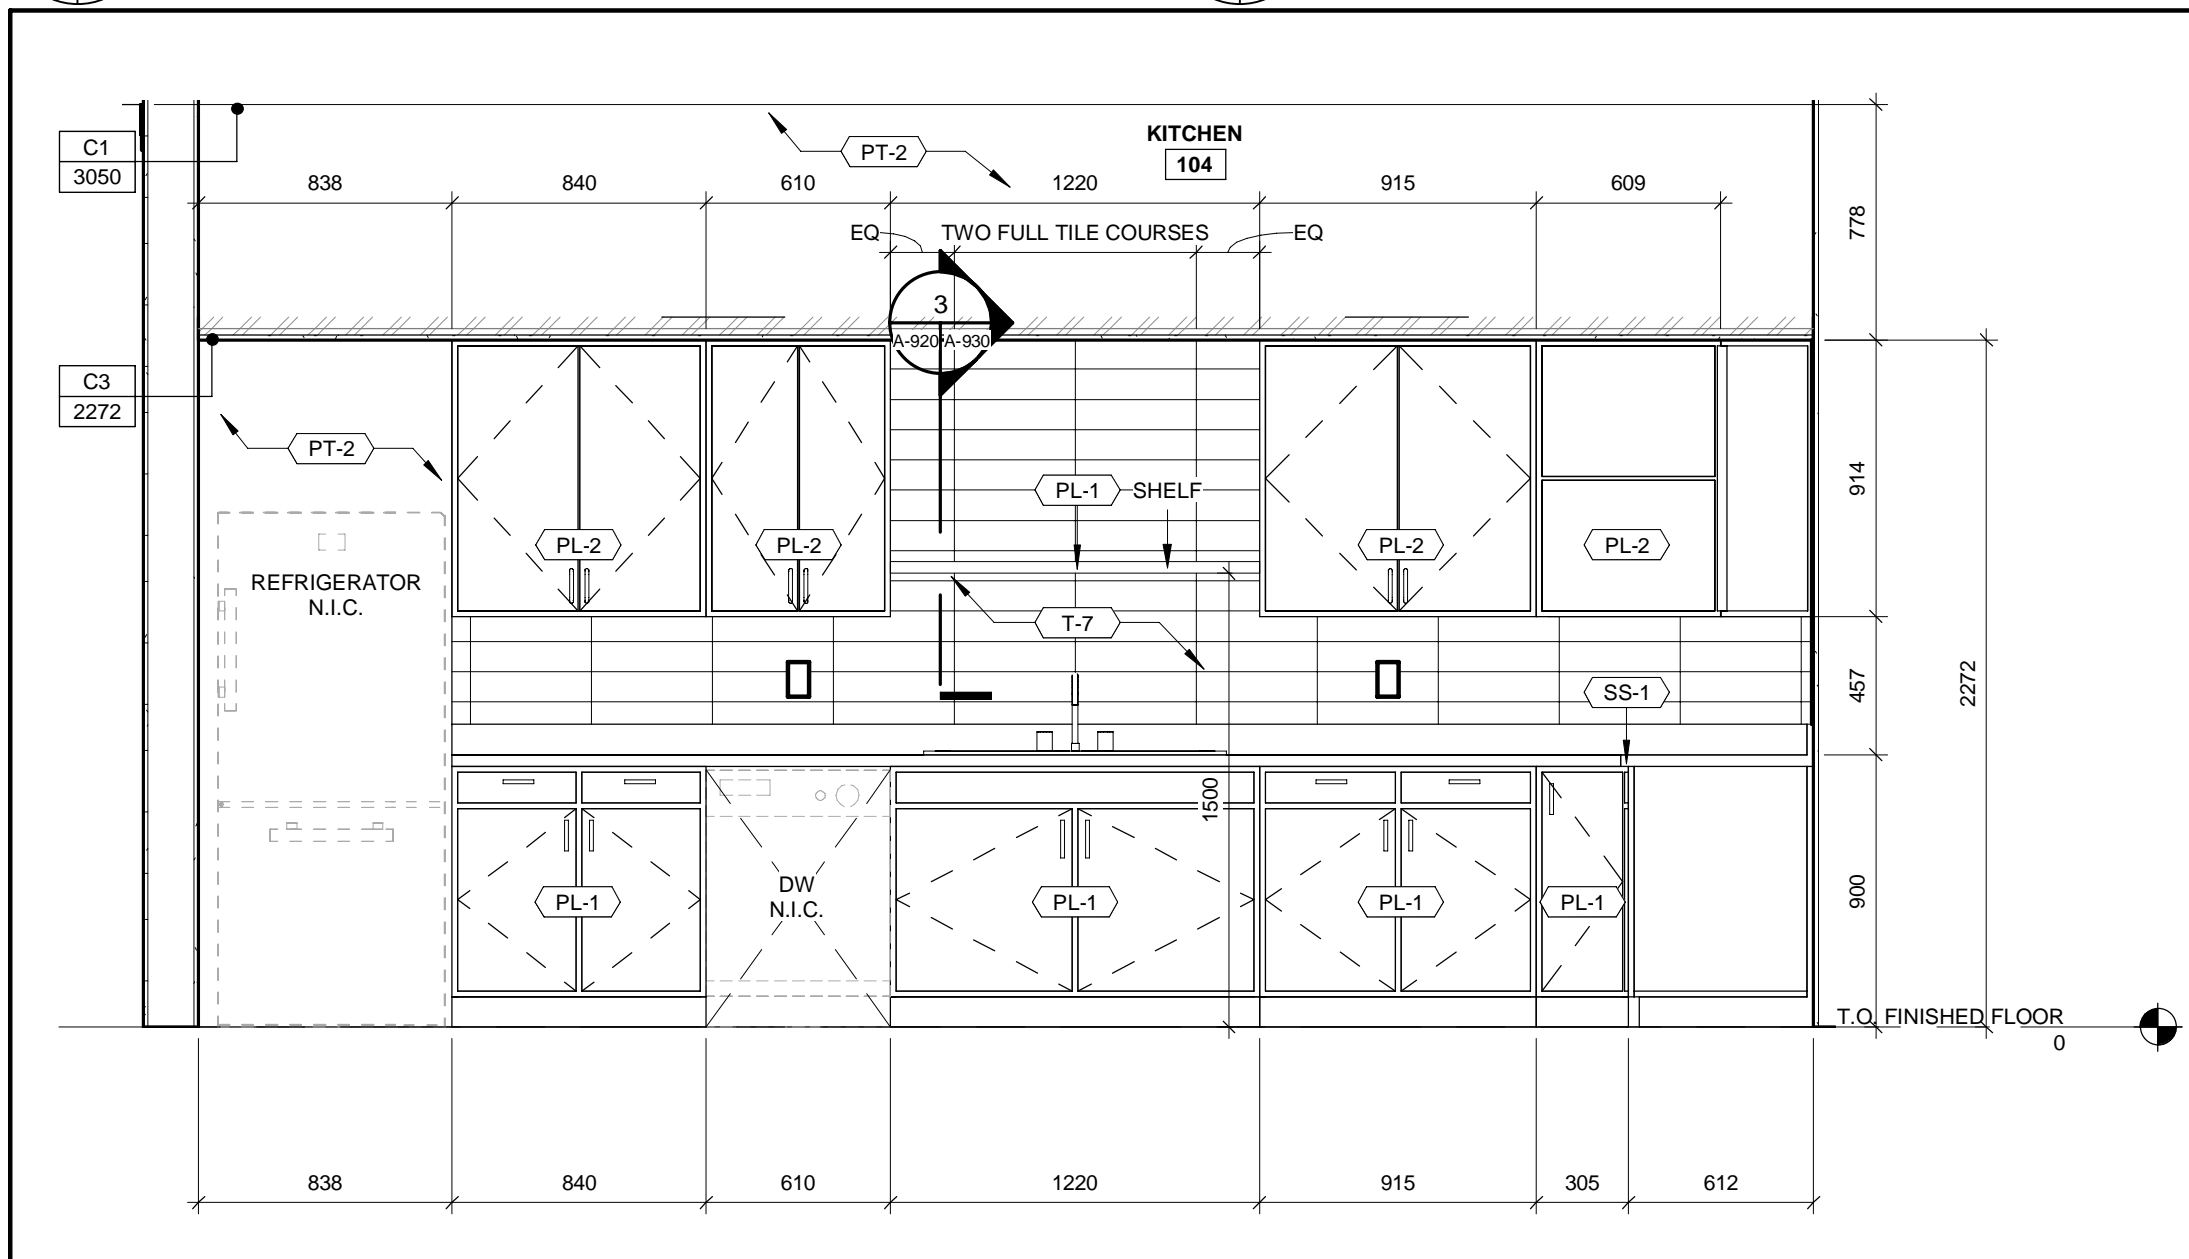 C1
3050
PT-2
KITCHEN
104
838
840
610
1220
915
609
778
EQ
TWO FULL TILE COURSES
EQ
3
A-920
A-930
C3
2272
PT-2
914
PL-1
SHELF
PL-2
PL-2
PL-2
PL-2
REFRIGERATOR
N.I.C.
T-7
457
2272
SS-1
1500
DW
N.I.C.
PL-1
PL-1
PL-1
PL-1
900
T.O. FINISHED FLOOR
0
838
840
610
1220
915
305
612